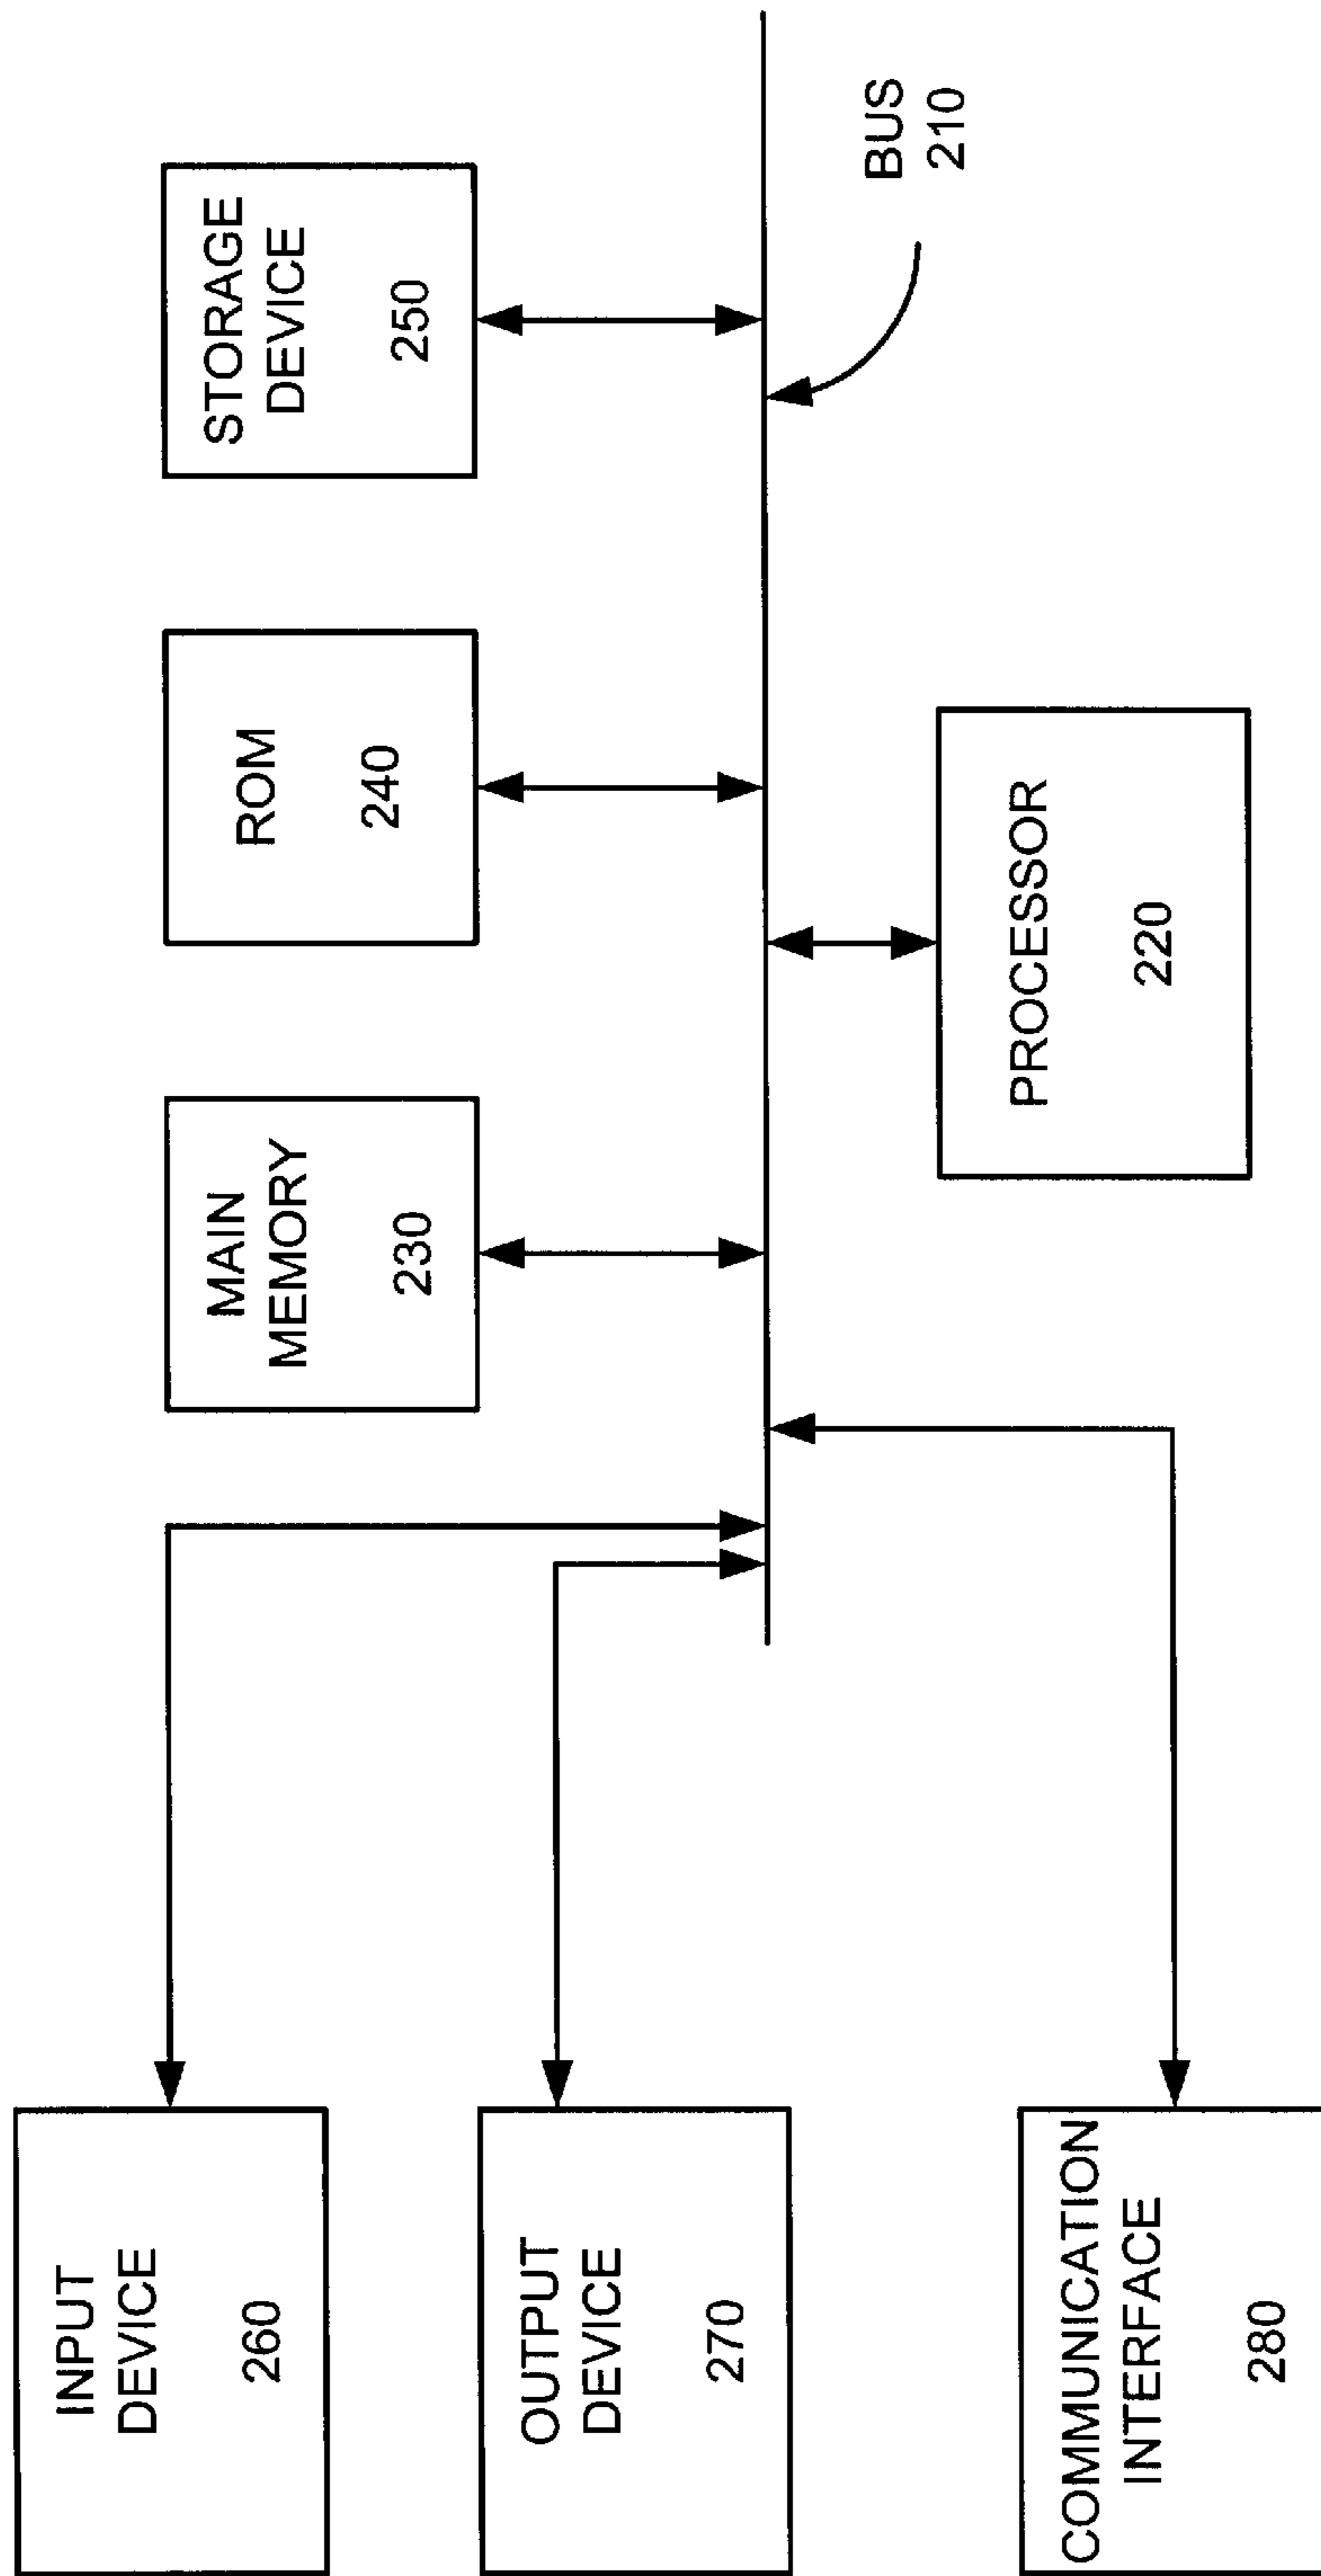 INPUT
DEVICE
260
OUTPUT
DEVICE
270
COMMUNICATION
INTERFACE
280
MAIN
MEMORY
230
ROM
240
STORAGE
DEVICE
250
PROCESSOR
220
BUS
210